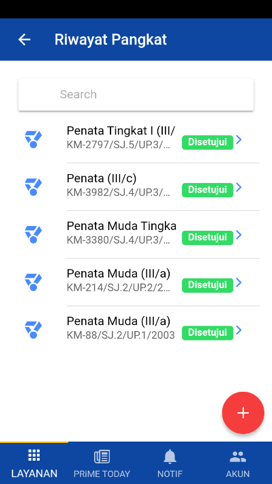 Riwayat Pangkat
Search
Penata Tingkat I (III/
KM-2797/SJ.5/UP.3/...
Disetujui
Penata (III/c)
KM-3982/SJ.4/UP.3/...
Disetujui
Penata Muda Tingka
KM-3380/SJ.4/UP.3/...
Disetujui
Penata Muda (III/a)
KM-214/SJ.2/UP.2/2...
Disetujui
Penata Muda (III/a)
KM-88/SJ.2/UP.1/2003
Disetujui
LAYANAN
PRiME TODAY
NOTIF
AKUN